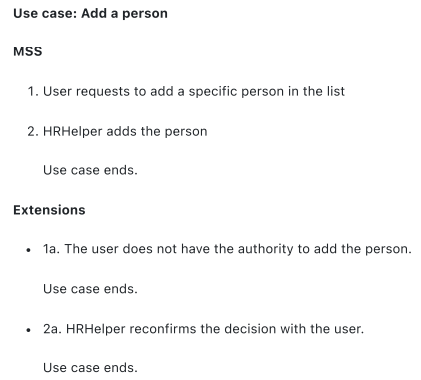 Use case: Add a person
MSS
1. User requests to add a specific person in the list
2. HRHelper adds the person
Use case ends.
Extensions
• 1a. The user does not have the authority to add the person.
Use case ends.
• 2a. HRHelper reconfirms the decision with the user.
Use case ends.